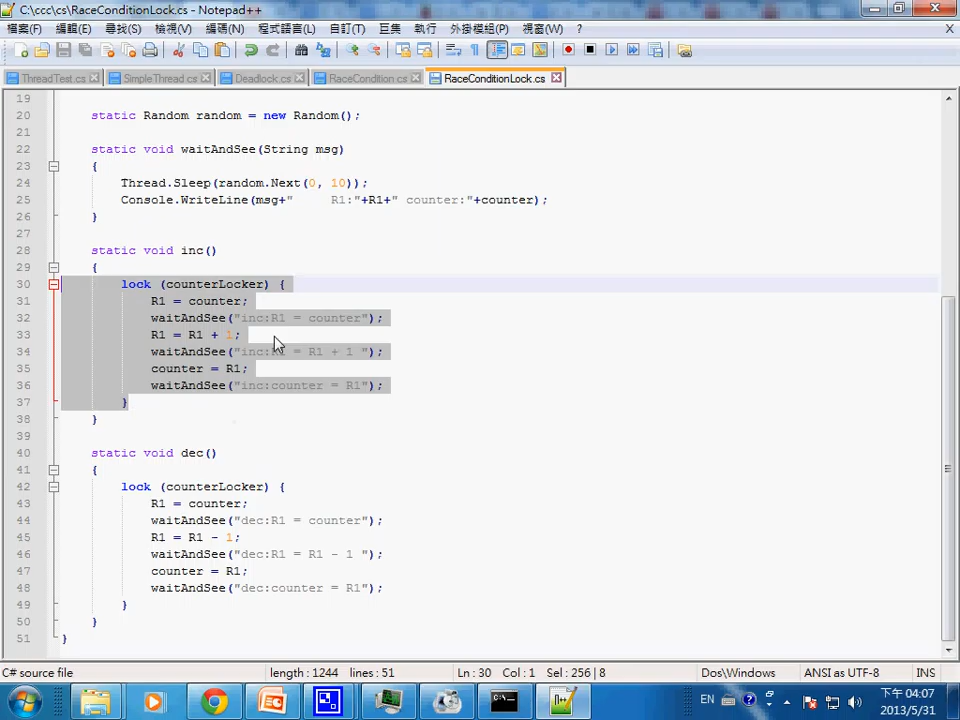 C:\ccc\cs\RaceConditionLock.cs - Notepad++
檔案(F) 編輯(E) 尋找(S) 檢視(V) 編碼(N) 程式語言(L) 自訂(T) 巨集 執行 外掛模組(P) 視窗(W) ? X
ThreadTest.cs SimpleThread.cs Deadlock.cs RaceCondition.cs RaceConditionLock.cs
19
20 static Random random = new Random();
21
22 static void waitAndSee(String msg)
23 {
24 Thread.Sleep(random.Next(0, 10));
25 Console.WriteLine(msg+" R1:"+R1+" counter:"+counter);
26 }
27
28 static void inc()
29 {
30 lock (counterLocker) {
31 R1 = counter;
32 waitAndSee("inc:R1 = counter");
33 R1 = R1 + 1;
34 waitAndSee("inc:R1 = R1 + 1 ");
35 counter = R1;
36 waitAndSee("inc:counter = R1");
37 }
38 }
39
40 static void dec()
41 {
42 lock (counterLocker) {
43 R1 = counter;
44 waitAndSee("dec:R1 = counter");
45 R1 = R1 - 1;
46 waitAndSee("dec:R1 = R1 - 1 ");
47 counter = R1;
48 waitAndSee("dec:counter = R1");
49 }
50 }
51 }
C# source file length : 1244 lines : 51 Ln : 30 Col : 1 Sel : 256 | 8 Dos\Windows ANSI as UTF-8 INS
EN 下午 04:07
2013/5/31